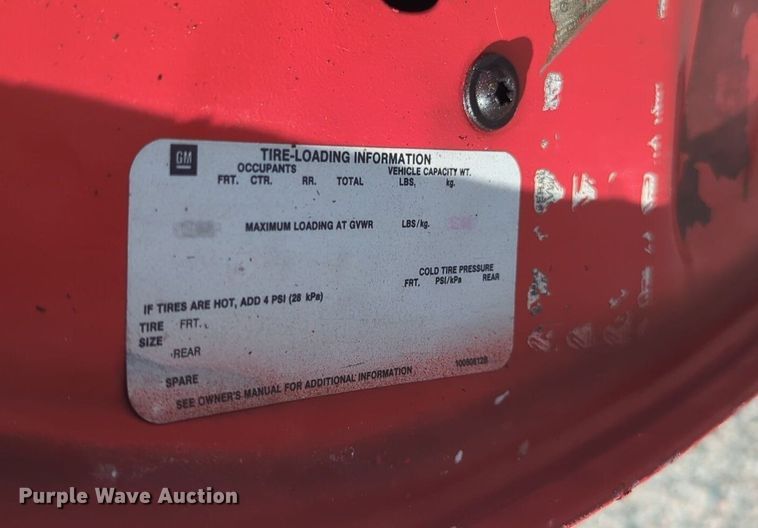 GM TIRE-LOADING INFORMATION
OCCUPANTS VEHICLE CAPACITY WT.
FRT. CTR. RR. TOTAL LBS, kg.
MAXIMUM LOADING AT GVWR LBS/kg.
COLD TIRE PRESSURE
FRT. PSI/kPa REAR
IF TIRES ARE HOT, ADD 4 PSI (28 kPa)
TIRE FRT.
SIZE
REAR
SPARE
SEE OWNER'S MANUAL FOR ADDITIONAL INFORMATION
Purple Wave Auction